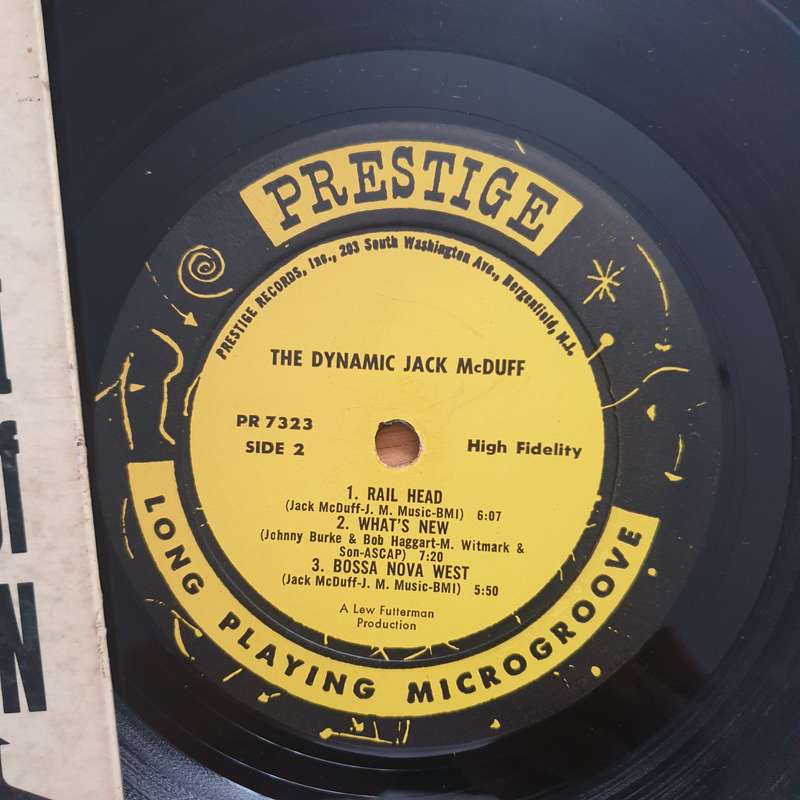 PRESTIGE
PRESTIGE RECORDS, Inc., 203 South Washington Ave., Bergenfield, N.J.
THE DYNAMIC JACK McDUFF
PR 7323
SIDE 2
High Fidelity
1. RAIL HEAD
(Jack McDuff-J. M. Music-BMI) 6:07
2. WHAT'S NEW
(Johnny Burke & Bob Haggart-M. Witmark &
Son-ASCAP) 7:20
3. BOSSA NOVA WEST
(Jack McDuff-J. M. Music-BMI) 5:50
A Lew Futterman
Production
LONG PLAYING MICROGROOVE